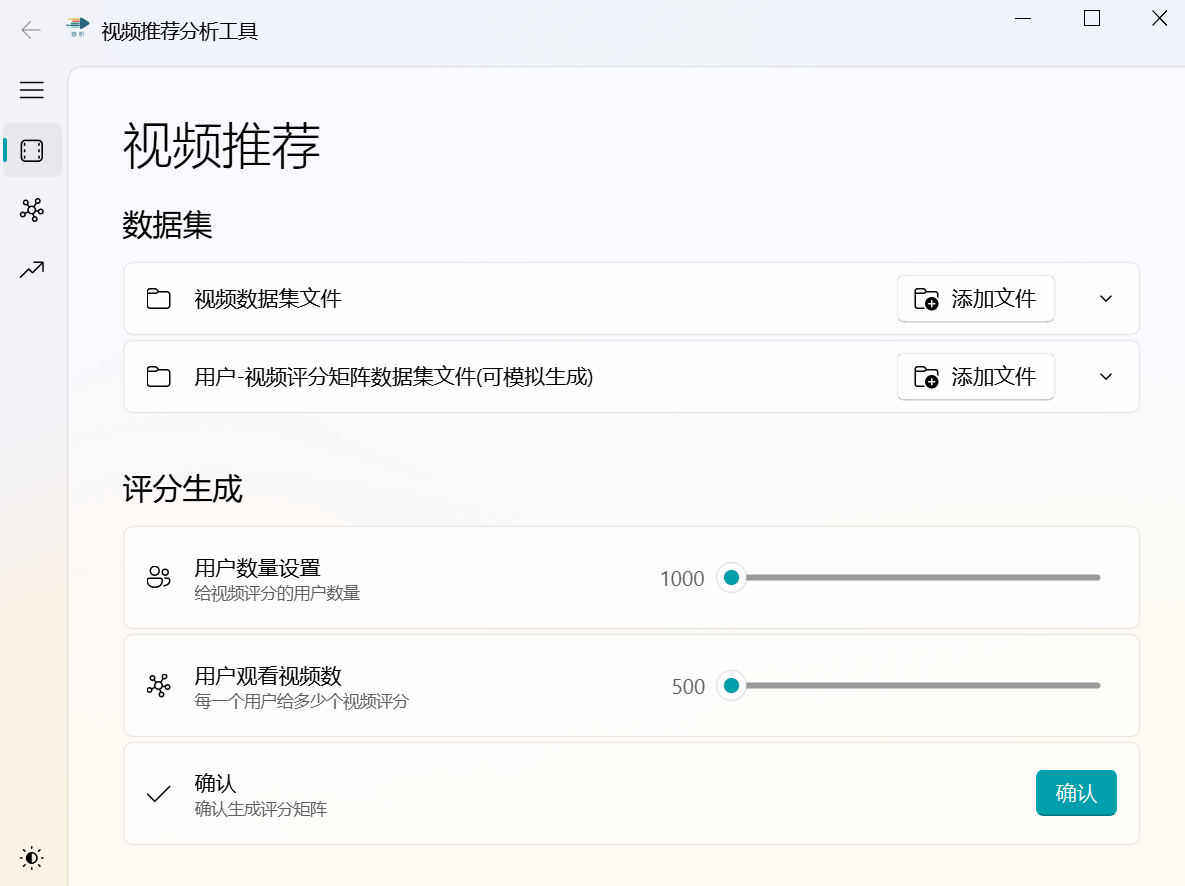 视频推荐分析工具
视频推荐
数据集
视频数据集文件
添加文件
用户-视频评分矩阵数据集文件(可模拟生成)
添加文件
评分生成
用户数量设置
给视频评分的用户数量
1000
用户观看视频数
每一个用户给多少个视频评分
500
确认
确认生成评分矩阵
确认